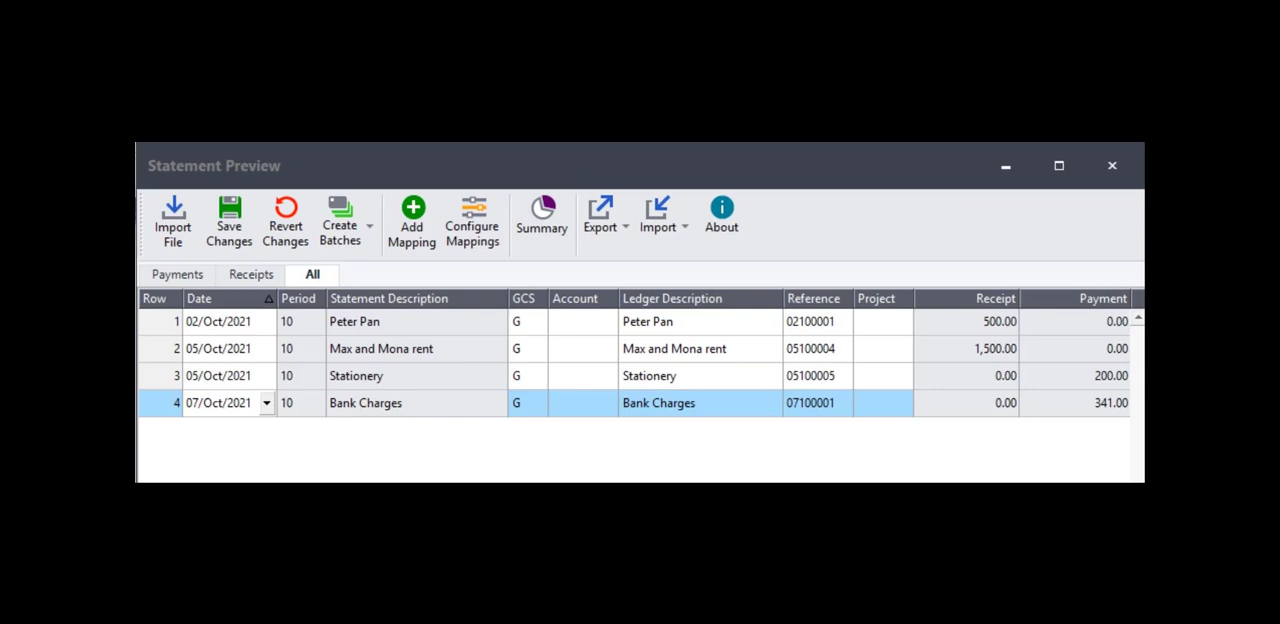 Statement Preview
Import File Save Changes Revert Changes Create Batches Add Mapping Configure Mappings Summary Export Import About
Payments Receipts All
Row Date Period Statement Description GCS Account Ledger Description Reference Project Receipt Payment
1 02/Oct/2021 10 Peter Pan G Peter Pan 02100001 500.00 0.00
2 05/Oct/2021 10 Max and Mona rent G Max and Mona rent 05100004 1,500.00 0.00
3 05/Oct/2021 10 Stationery G Stationery 05100005 0.00 200.00
4 07/Oct/2021 10 Bank Charges G Bank Charges 07100001 0.00 341.00